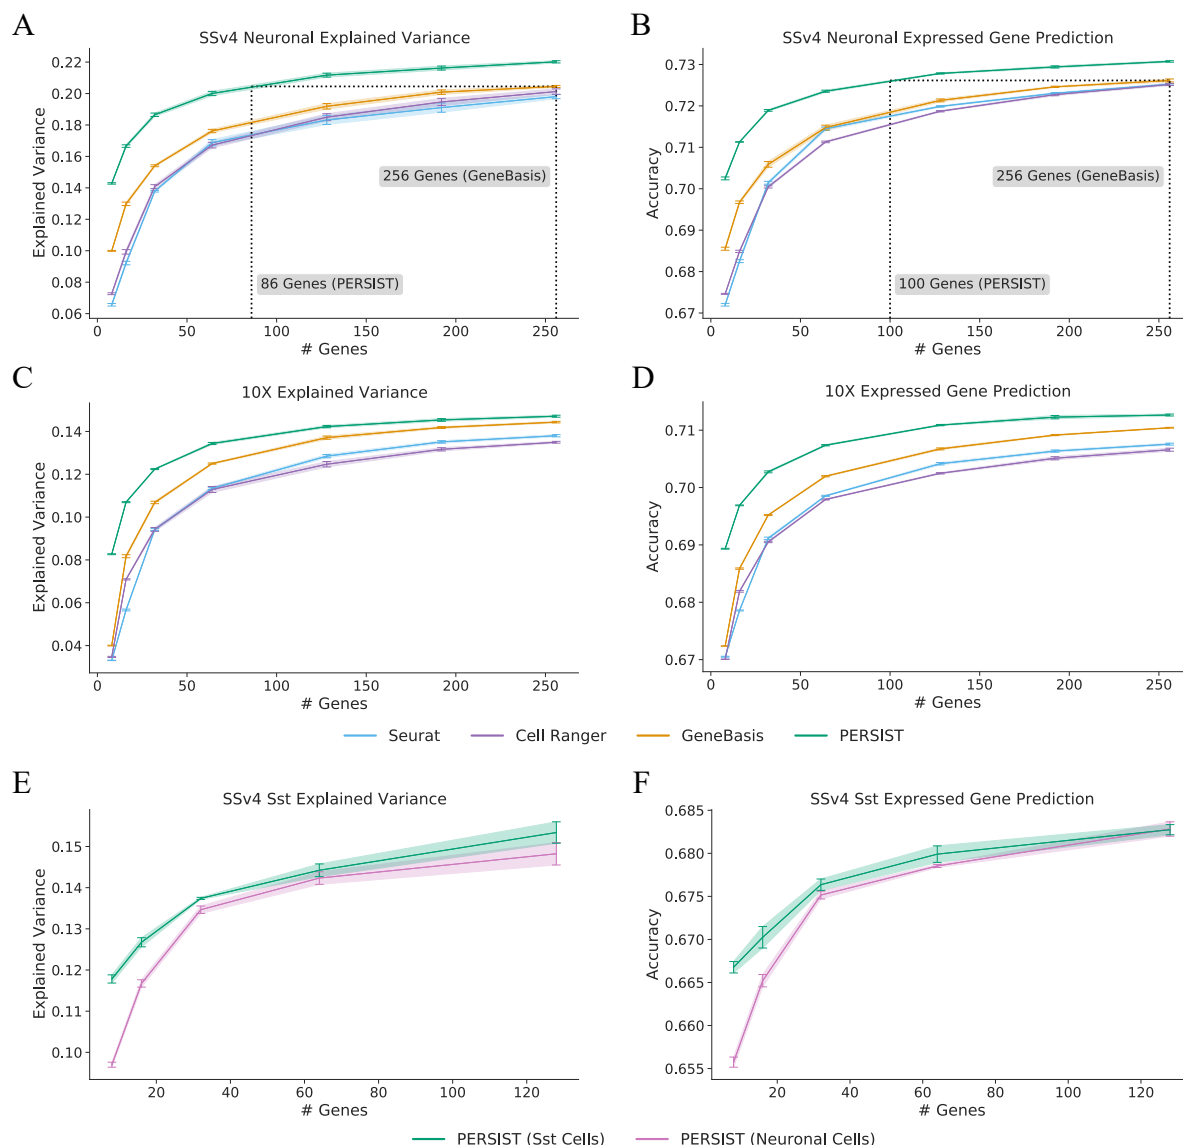 A
SSv4 Neuronal Explained Variance
Explained Variance
0.22
0.20
0.18
0.16
0.14
0.12
0.10
0.08
0.06
256 Genes (GeneBasis)
86 Genes (PERSIST)
0 50 100 150 200 250
# Genes
B
SSv4 Neuronal Expressed Gene Prediction
Accuracy
0.73
0.72
0.71
0.70
0.69
0.68
0.67
256 Genes (GeneBasis)
100 Genes (PERSIST)
0 50 100 150 200 250
# Genes
C
10X Explained Variance
Explained Variance
0.14
0.12
0.10
0.08
0.06
0.04
0 50 100 150 200 250
# Genes
D
10X Expressed Gene Prediction
Accuracy
0.71
0.70
0.69
0.68
0.67
0 50 100 150 200 250
# Genes
Seurat Cell Ranger GeneBasis PERSIST
E
SSv4 Sst Explained Variance
Explained Variance
0.15
0.14
0.13
0.12
0.11
0.10
20 40 60 80 100 120
# Genes
F
SSv4 Sst Expressed Gene Prediction
Accuracy
0.685
0.680
0.675
0.670
0.665
0.660
0.655
20 40 60 80 100 120
# Genes
PERSIST (Sst Cells) PERSIST (Neuronal Cells)